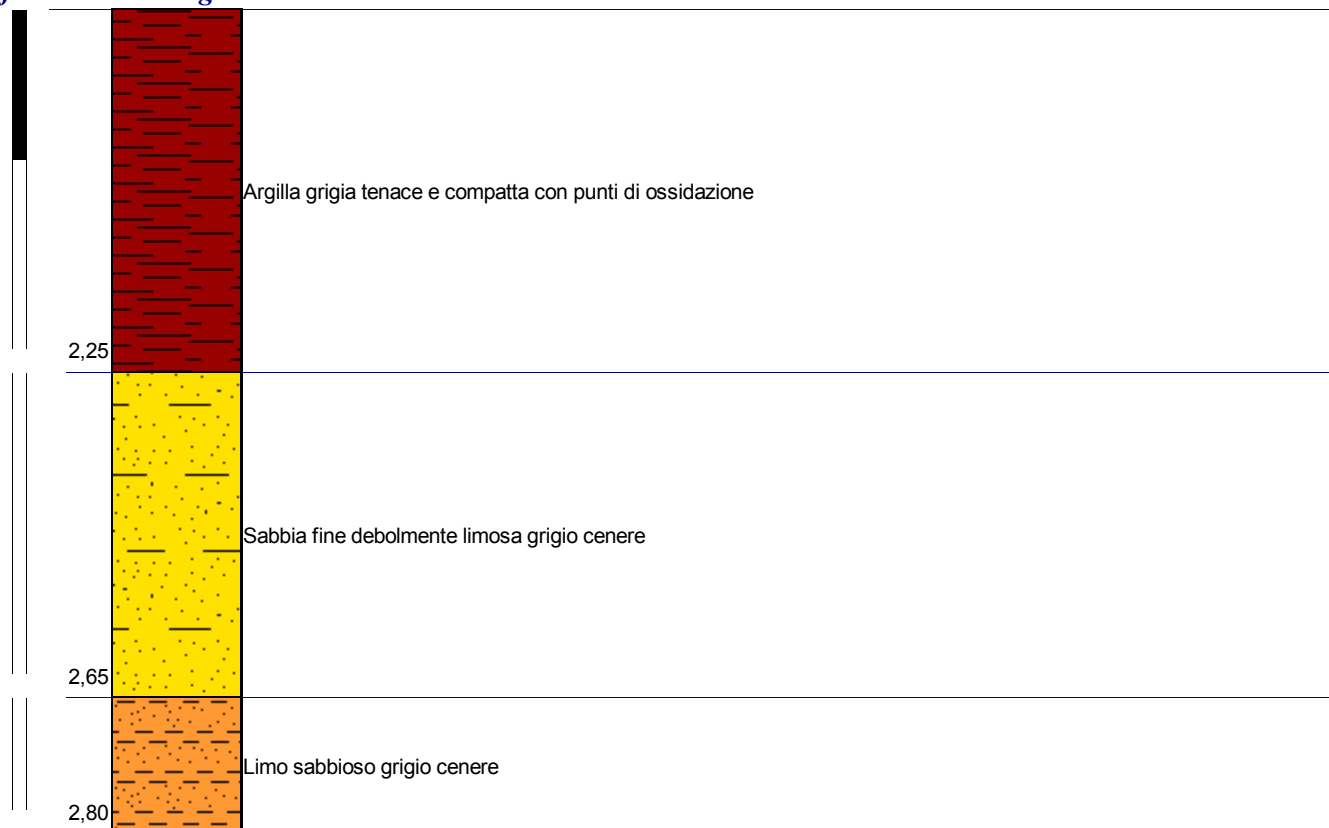 Argilla grigia tenace e compatta con punti di ossidazione
2,25
Sabbia fine debolmente limosa grigio cenere
2,65
Limo sabbioso grigio cenere
2,80